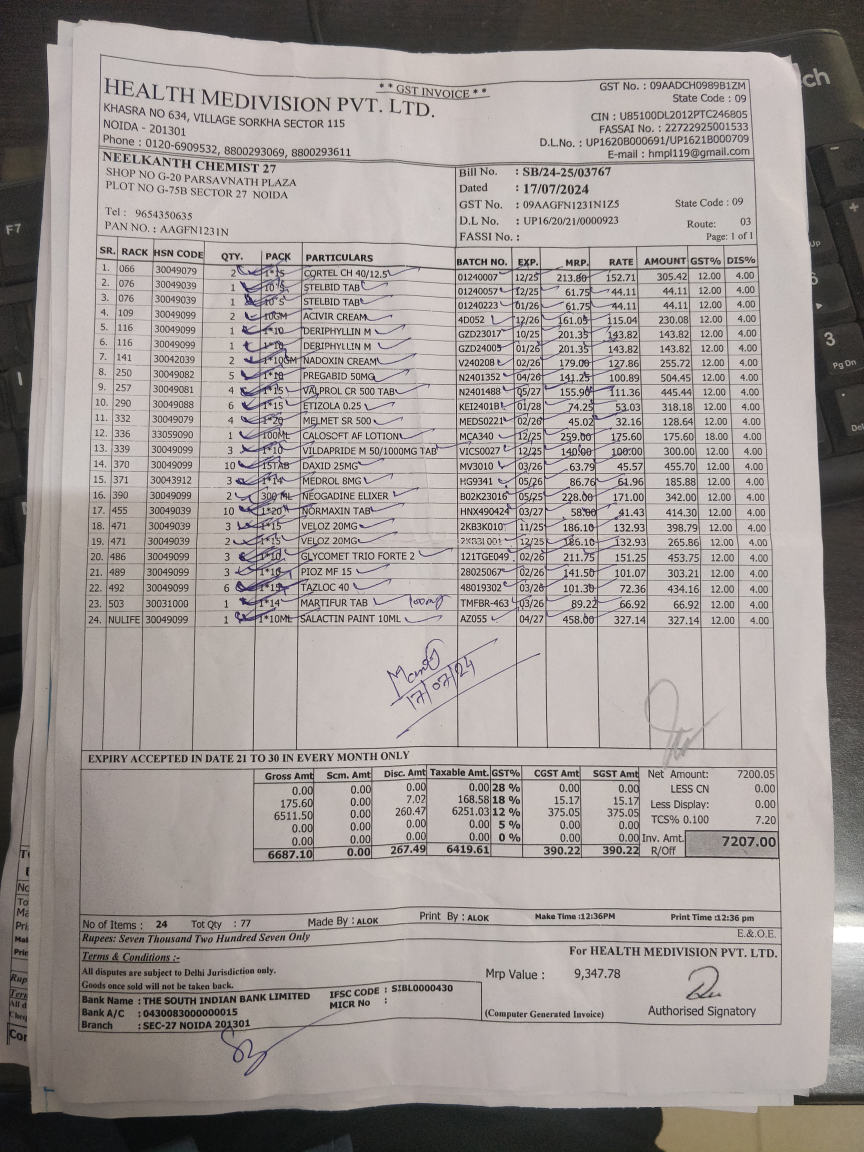 * * GST INVOICE * *
HEALTH MEDIVISION PVT. LTD.
KHASRA NO 634, VILLAGE SORKHA SECTOR 115
NOIDA - 201301
Phone : 0120-6909532, 8800293069, 8800293611
GST No. : 09AADCH0989B1ZM
State Code : 09
CIN : U85100DL2012PTC246805
FASSAI No. : 22722925001533
D.L.No. : UP1620B000691/UP1621B000709
E-mail : hmpl119@gmail.com
NEELKANTH CHEMIST 27
SHOP NO G-20 PARSAVNATH PLAZA
PLOT NO G-75B SECTOR 27 NOIDA
Tel : 9654350635
PAN NO. : AAGFN1231N
Bill No. : SB/24-25/03767
Dated : 17/07/2024
GST No. : 09AAGFN1231N1Z5 State Code : 09
D.L No. : UP16/20/21/0000923 Route: 03
FASSI No. : Page: 1 of 1
SR. RACK HSN CODE QTY. PACK PARTICULARS BATCH NO. EXP. MRP. RATE AMOUNT GST% DIS%
1. 066 30049079 2 1*15 CORTEL CH 40/12.5 01240007 12/25 213.80 152.71 305.42 12.00 4.00
2. 076 30049039 1 10'S STELBID TAB 01240057 12/25 61.75 44.11 44.11 12.00 4.00
3. 076 30049039 1 10'S STELBID TAB 01240223 01/26 61.75 44.11 44.11 12.00 4.00
4. 109 30049099 2 10GM ACIVIR CREAM 4D052 12/26 161.05 115.04 230.08 12.00 4.00
5. 116 30049099 1 1*10 DERIPHYLLIN M GZD23017 10/25 201.35 143.82 143.82 12.00 4.00
6. 116 30049099 1 1*10 DERIPHYLLIN M GZD24005 01/26 201.35 143.82 143.82 12.00 4.00
7. 141 30042039 2 1*10GM NADOXIN CREAM V240208 02/26 179.00 127.86 255.72 12.00 4.00
8. 250 30049082 5 1*10 PREGABID 50MG N2401352 04/26 141.25 100.89 504.45 12.00 4.00
9. 257 30049081 4 1*15 VALPROL CR 500 TAB N2401488 05/27 155.90 111.36 445.44 12.00 4.00
10. 290 30049088 6 1*15 ETIZOLA 0.25 KEI2401B 01/28 74.25 53.03 318.18 12.00 4.00
11. 332 30049079 4 1*20 MELMET SR 500 MEDS0221 02/26 45.02 32.16 128.64 12.00 4.00
12. 336 33059090 1 100ML CALOSOFT AF LOTION MCA340 12/25 259.00 175.60 175.60 18.00 4.00
13. 339 30049099 3 1*10 VILDAPRIDE M 50/1000MG TAB VICS0027 12/25 140.00 100.00 300.00 12.00 4.00
14. 370 30049099 10 15TAB DAXID 25MG MV3010 03/26 63.79 45.57 455.70 12.00 4.00
15. 371 30043912 3 1*14 MEDROL 8MG HG9341 05/26 86.76 61.96 185.88 12.00 4.00
16. 390 30049099 2 300 ML NEOGADINE ELIXER B02K23016 05/25 228.00 171.00 342.00 12.00 4.00
17. 455 30049039 10 1*20 NORMAXIN TAB HNX490424 03/27 58.00 41.43 414.30 12.00 4.00
18. 471 30049039 3 1*15 VELOZ 20MG 2KB3K010 11/25 186.10 132.93 398.79 12.00 4.00
19. 471 30049099 2 1*15 VELOZ 20MG 12/25 186.10 132.93 265.86 12.00 4.00
20. 486 30049099 3 1*10 GLYCOMET TRIO FORTE 2 121TGE049 02/26 211.75 151.25 453.75 12.00 4.00
21. 489 30049099 3 1*10 PIOZ MF 15 28025067 02/26 141.50 101.07 303.21 12.00 4.00
22. 492 30049099 6 TAZLOC 40 48019302 03/26 101.30 72.36 434.16 12.00 4.00
23. 503 30031000 1 1*14 MARTIFUR TAB 100mg TMFBR-463 03/26 89.22 66.92 66.92 12.00 4.00
24. NULIFE 30049099 1 1*10ML SALACTIN PAINT 10ML AZ055 04/27 458.00 327.14 327.14 12.00 4.00
17/07/24
EXPIRY ACCEPTED IN DATE 21 TO 30 IN EVERY MONTH ONLY
Gross Amt Scm. Amt Disc. Amt Taxable Amt. GST% CGST Amt SGST Amt
0.00 0.00 0.00 0.00 28 % 0.00 0.00
175.60 0.00 7.02 168.58 18 % 15.17 15.17
6511.50 0.00 260.47 6251.03 12 % 375.05 375.05
0.00 0.00 0.00 0.00 5 % 0.00 0.00
0.00 0.00 0.00 0.00 0 % 0.00 0.00
6687.10 0.00 267.49 6419.61 390.22 390.22
Net Amount: 7200.05
LESS CN 0.00
Less Display: 0.00
TCS% 0.100 7.20
Inv. Amt. 7207.00
R/Off
No of Items : 24 Tot Qty : 77 Made By : ALOK Print By : ALOK Make Time :12:36PM Print Time :12:36 pm
Rupees: Seven Thousand Two Hundred Seven Only E.& O.E.
Terms & Conditions :-
All disputes are subject to Delhi Jurisdiction only.
Goods once sold will not be taken back.
Bank Name : THE SOUTH INDIAN BANK LIMITED IFSC CODE : SIBL0000430
Bank A/C : 0430083000000015 MICR No :
Branch : SEC-27 NOIDA 201301
For HEALTH MEDIVISION PVT. LTD.
Mrp Value : 9,347.78
(Computer Generated Invoice)
Authorised Signatory